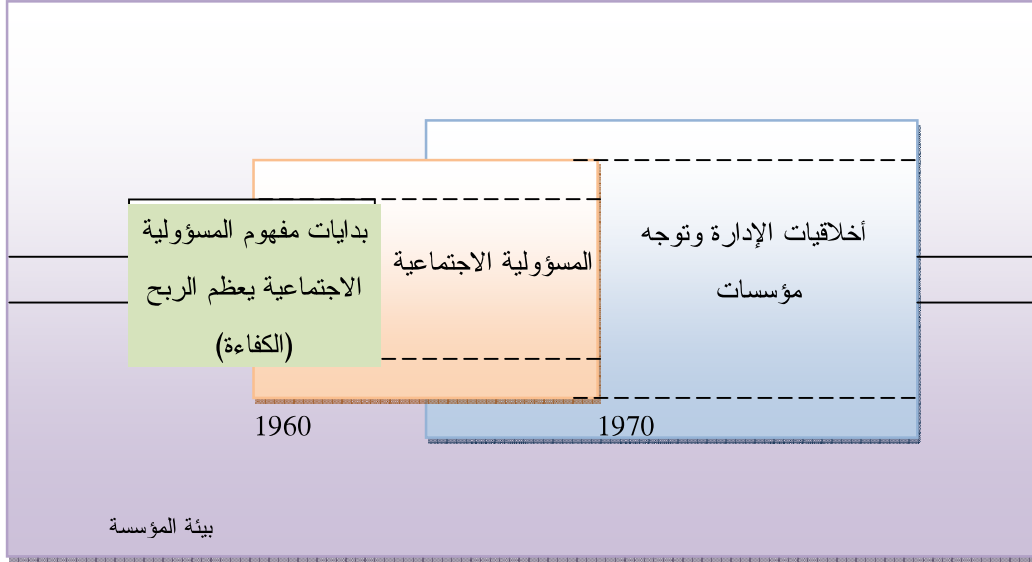 بدايات مفهوم المسؤولية
الاجتماعية يعظم الربح
(الكفاءة)
المسؤولية الاجتماعية
أخلاقيات الإدارة وتوجه
مؤسسات
1960
1970
بيئة المؤسسة